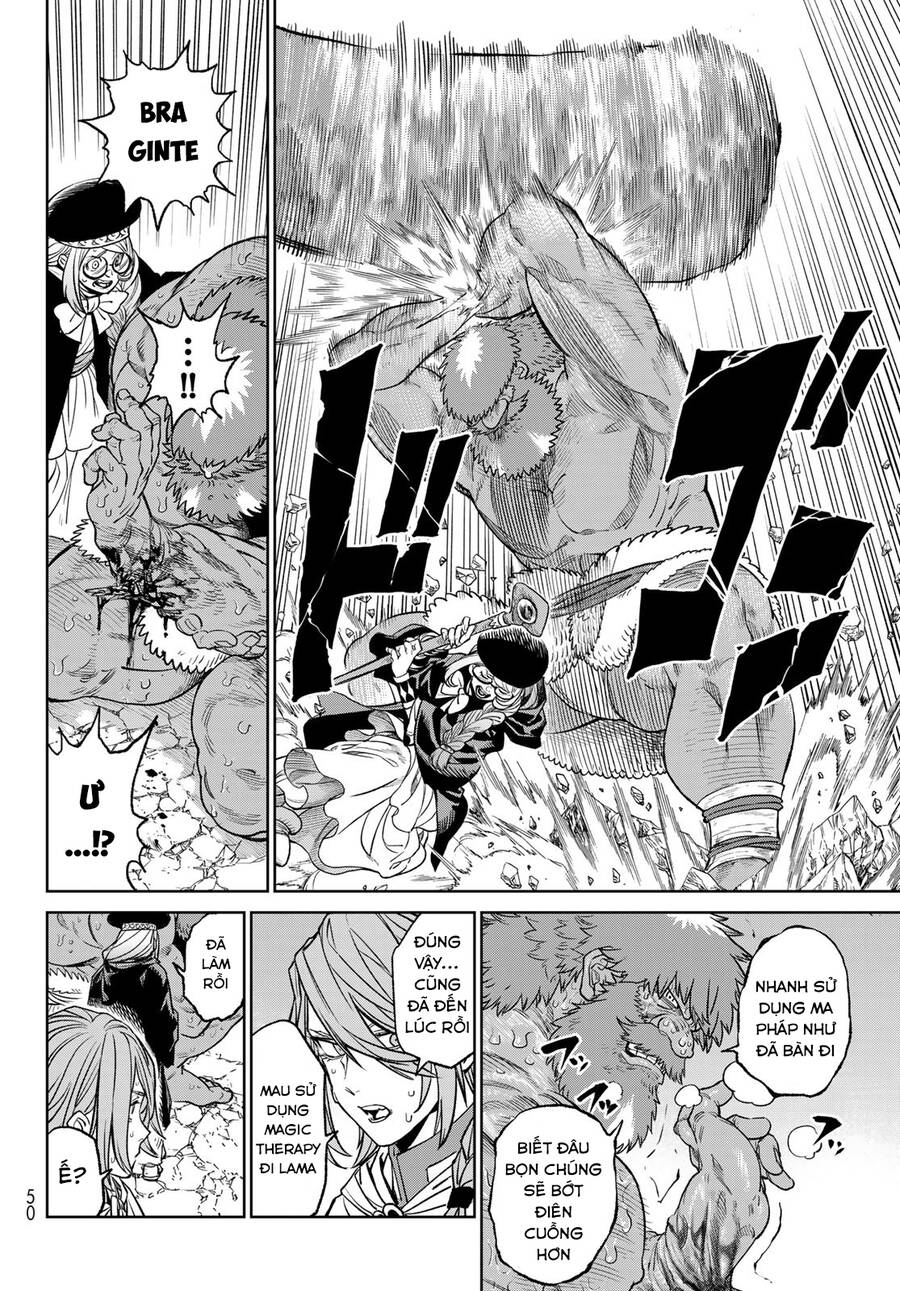 ドゴ
BRA
GINTE
…!!
Ư
...!?
NHANH SỬ
DỤNG MA
PHÁP NHƯ
ĐÃ BÀN ĐI
BIẾT ĐÂU
BỌN CHÚNG
SẼ BỚT
ĐIÊN
CUỒNG
HƠN
ĐÚNG
VẬY...
CŨNG
ĐÃ ĐẾN
LÚC RỒI
MAU SỬ
DỤNG
MAGIC
THERAPY
ĐI LAMA
ĐÃ
LÀM
RỒI
Ế?
50